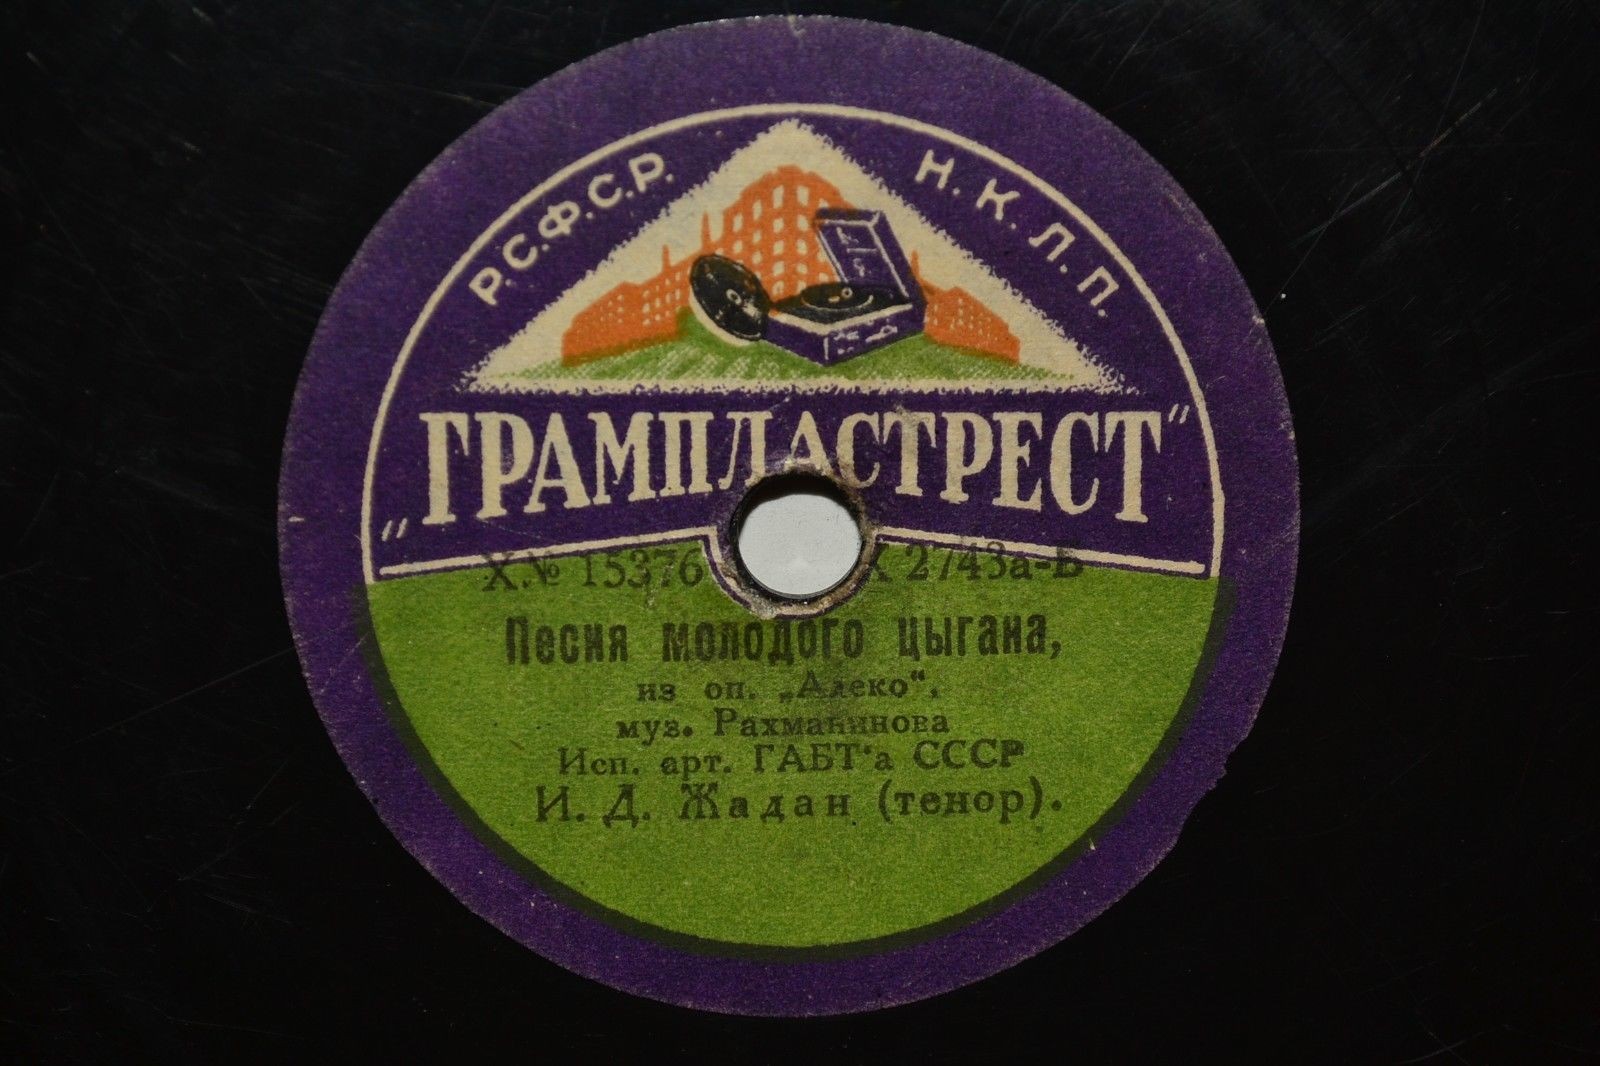 Р.С.Ф.С.Р. Н.К.Л.П.
„ГРАМПЛАСТРЕСТ"
Х.№ 15376 К 2743а-Б
Песня молодого цыгана,
из оп. „Алеко",
муз. Рахманинова
Исп. арт. ГАБТ'а СССР
И. Д. Жадан (тенор).